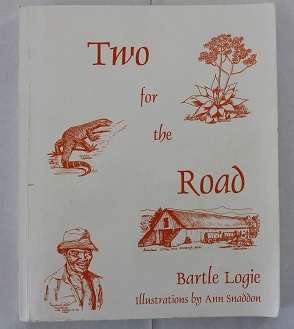 Two
for
the
Road
Bartle Logie
Illustrations by Ann Snaddon